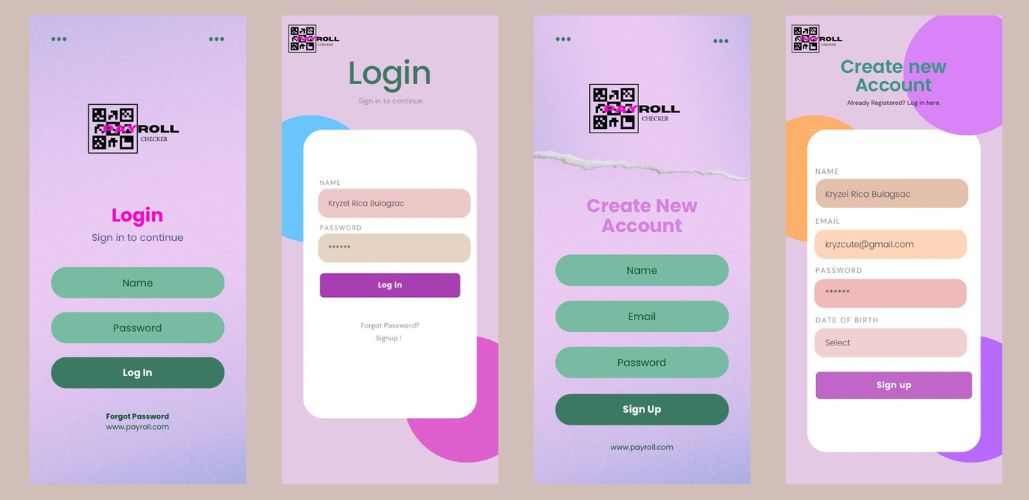 PAYROLL
CHECKER
Login
Sign in to continue
Name
Password
Log In
Forgot Password
www.payroll.com
PAYROLL
CHECKER
Login
Sign in to continue.
NAME
Kryzel Rica Bulagzac
PASSWORD
******
Log in
Forgot Password?
Signup !
PAYROLL
CHECKER
Create New
Account
Name
Email
Password
Sign Up
www.payroll.com
PAYROLL
CHECKER
Create new
Account
Already Registered? Log in here.
NAME
Kryzel Rica Bulagsac
EMAIL
kryzcute@gmail.com
PASSWORD
******
DATE OF BIRTH
Select
Sign up